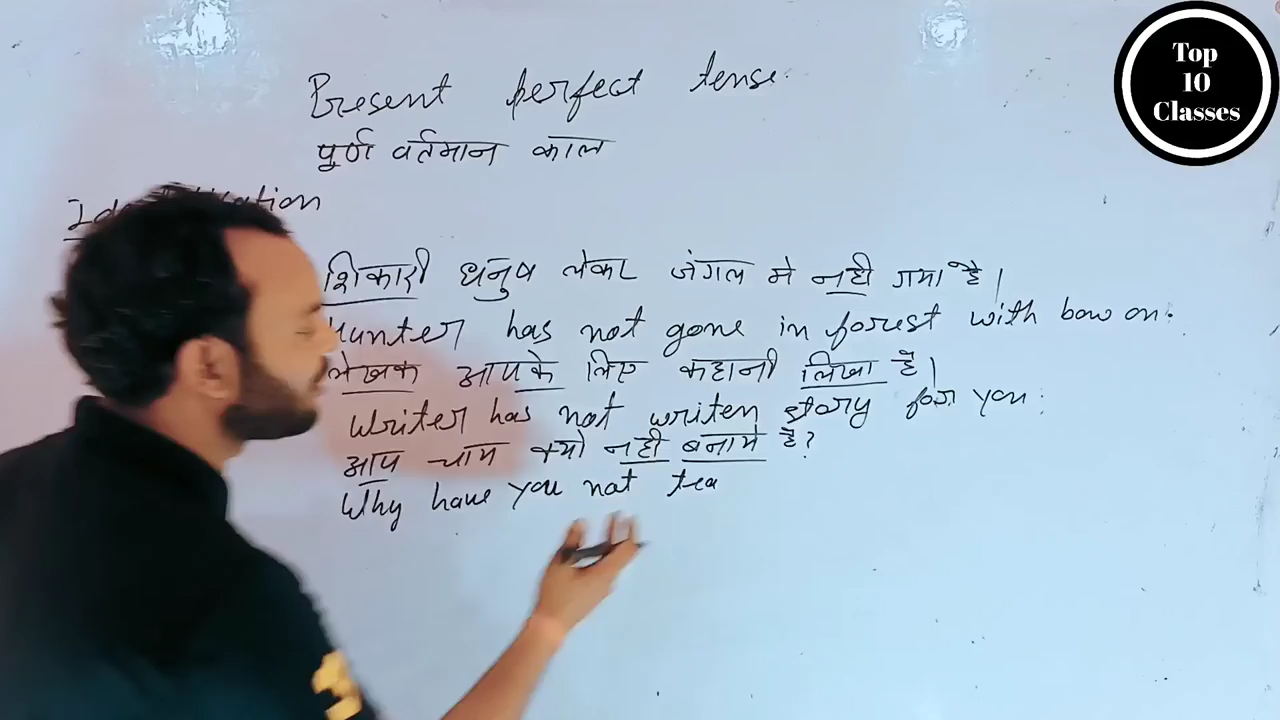 Present perfect tense.
पुर्ण वर्तमान काल
शिकारी धनुष लेकर जंगल मे नही गया है।
Hunter has not gone in forest with bow on.
लेखक आपके लिए कहानी लिखा है।
Writer has not writen story for you.
आप चाय क्यो नही बनाये है?
Why have you not tea
Top
10
Classes